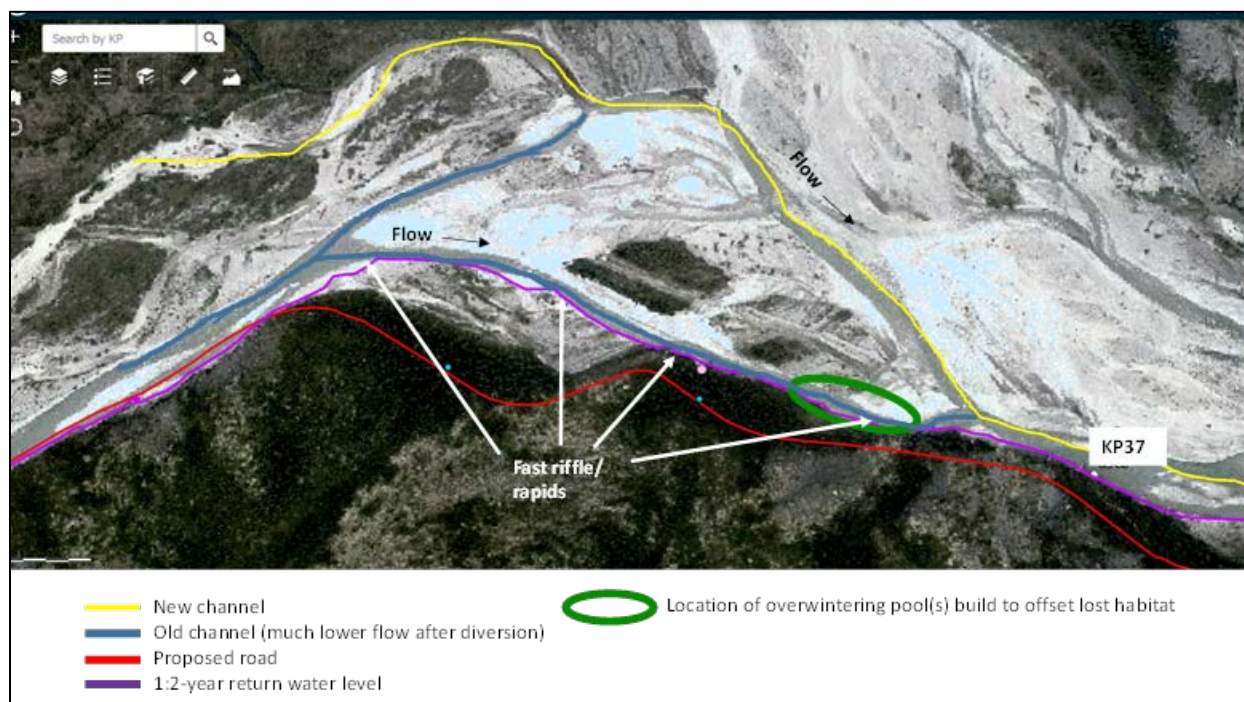 Search by KP
Flow
Flow
Fast riffle/
rapids
KP37
New channel
Old channel (much lower flow after diversion)
Proposed road
1:2-year return water level
Location of overwintering pool(s) build to offset lost habitat